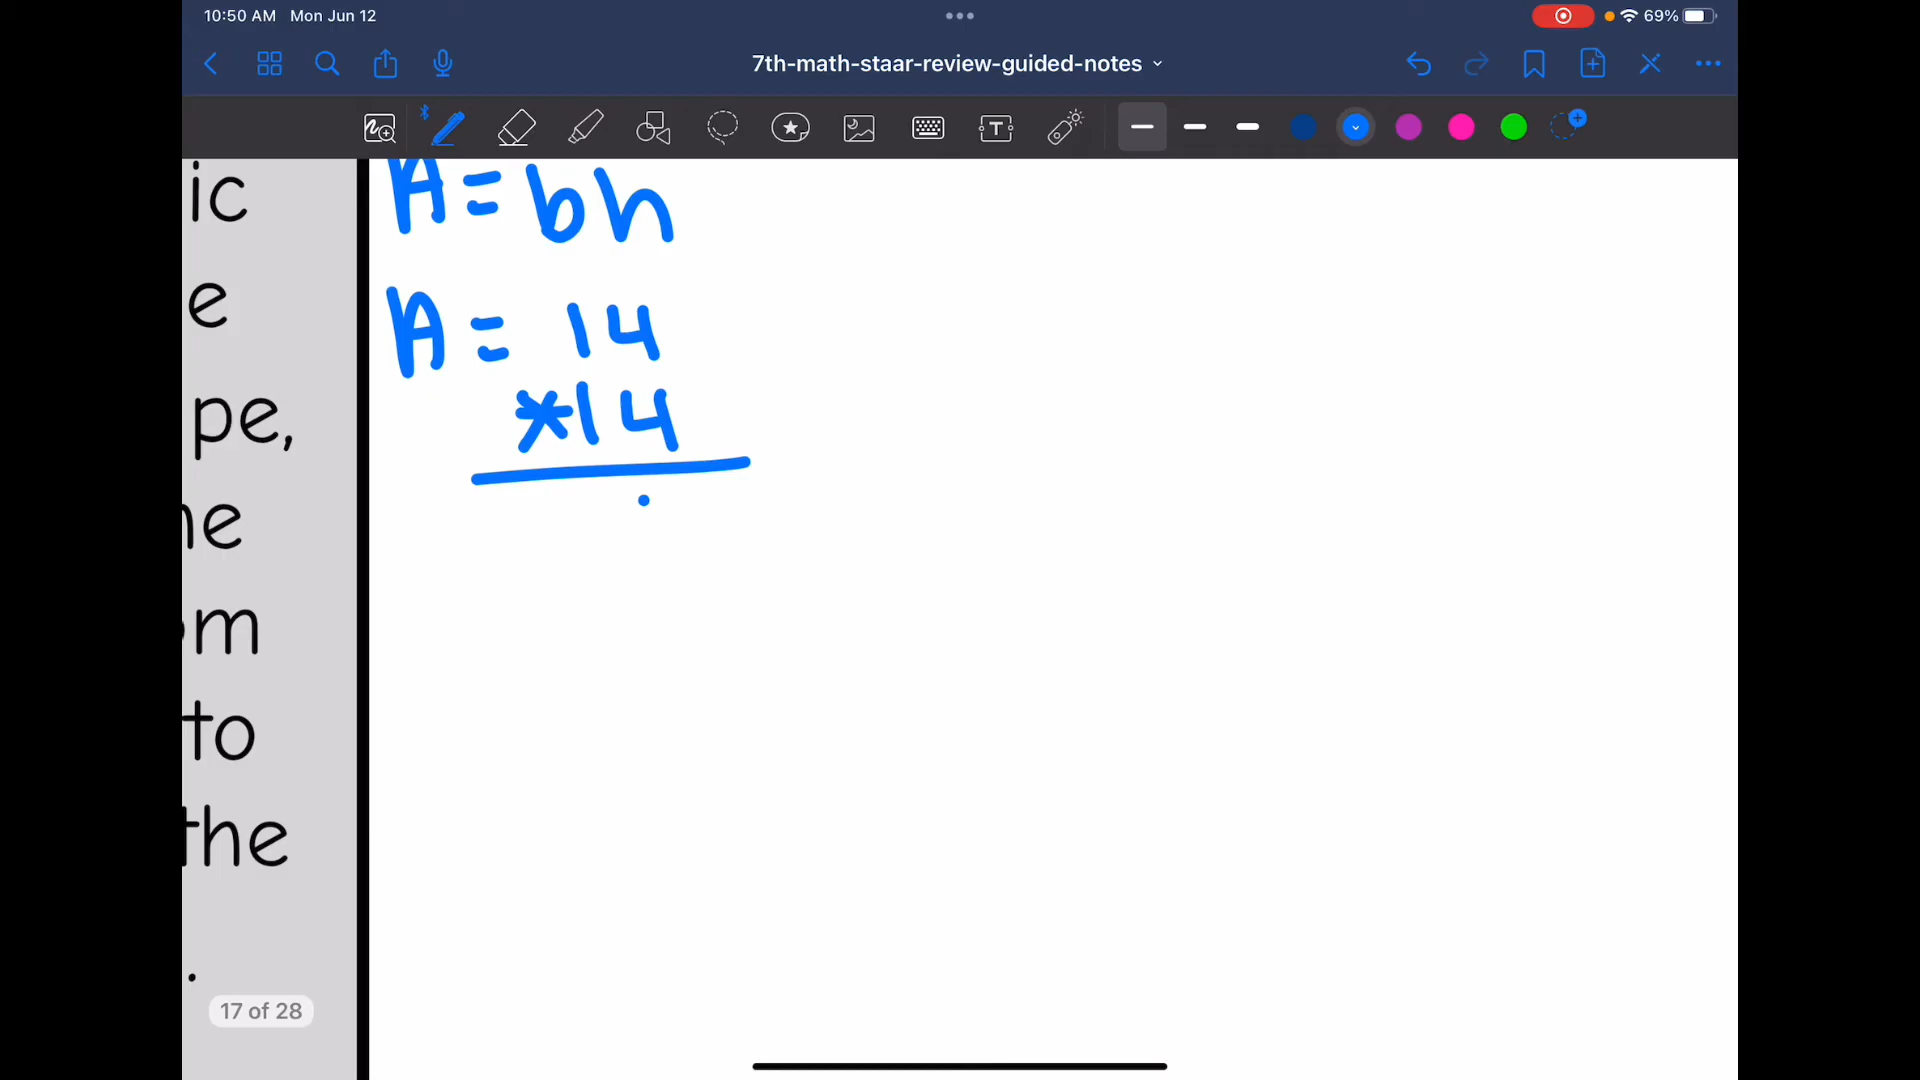 10:50 AM Mon Jun 12
69%
7th-math-staar-review-guided-notes
T
ic
e
pe,
ne
om
to
the
.
17 of 28
A = bh
A = 14
*14